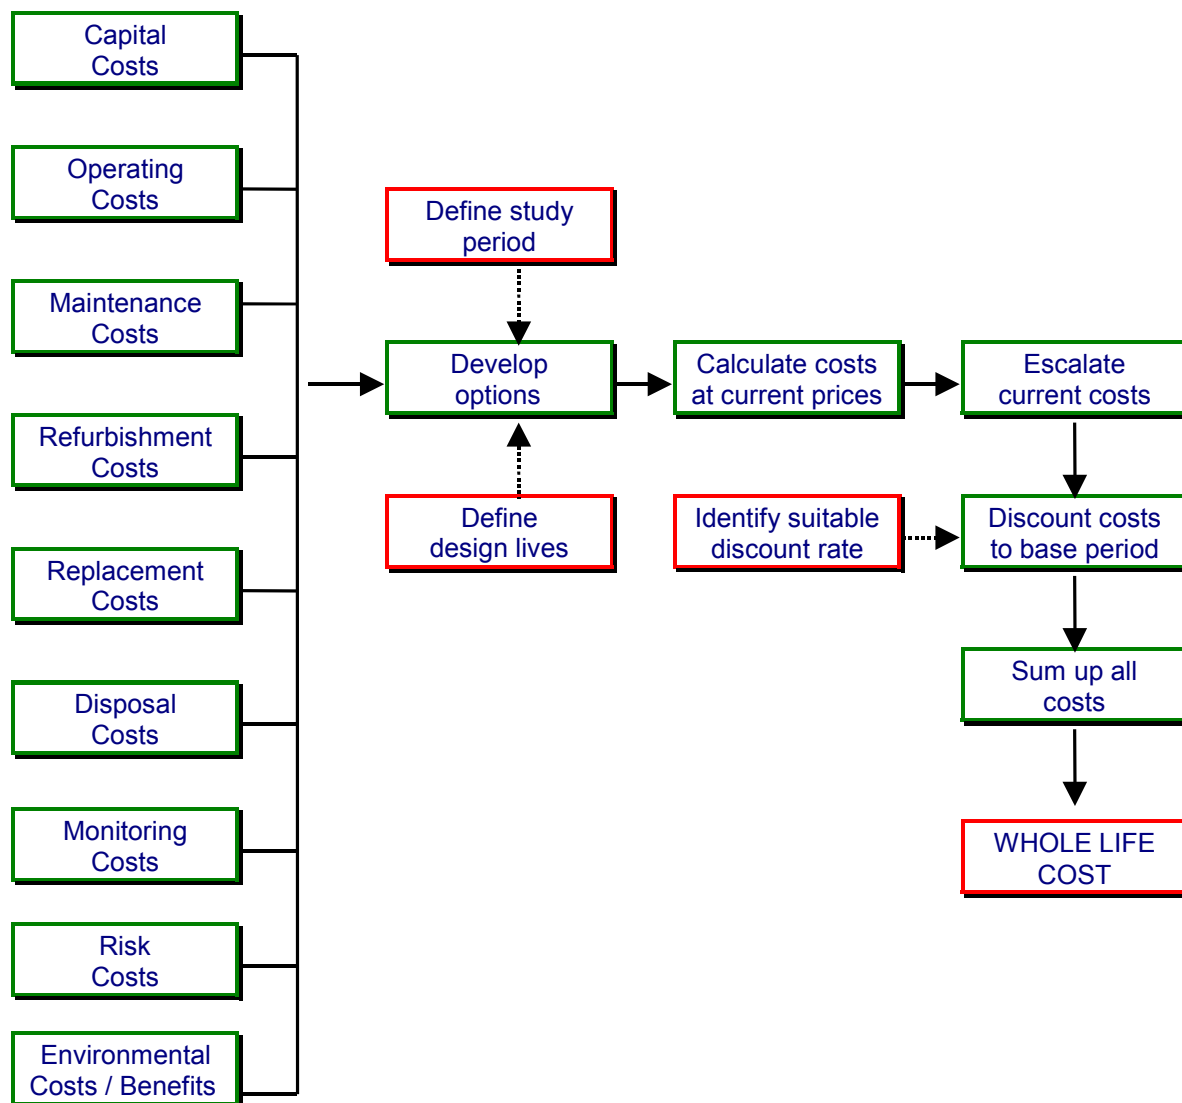 Capital
Costs
Operating
Costs
Maintenance
Costs
Refurbishment
Costs
Replacement
Costs
Disposal
Costs
Monitoring
Costs
Risk
Costs
Environmental
Costs / Benefits
Define study
period
Develop
options
Define
design lives
Calculate costs
at current prices
Identify suitable
discount rate
Escalate
current costs
Discount costs
to base period
Sum up all
costs
WHOLE LIFE
COST